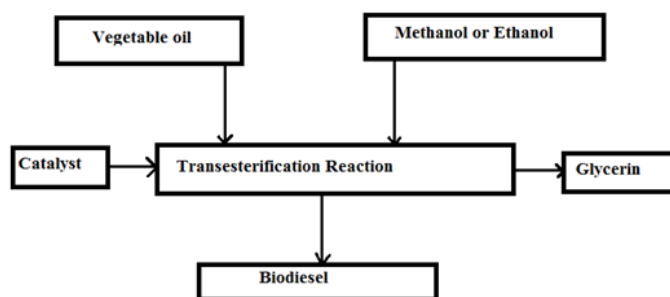 Vegetable oil
Methanol or Ethanol
Catalyst
Transesterification Reaction
Glycerin
Biodiesel